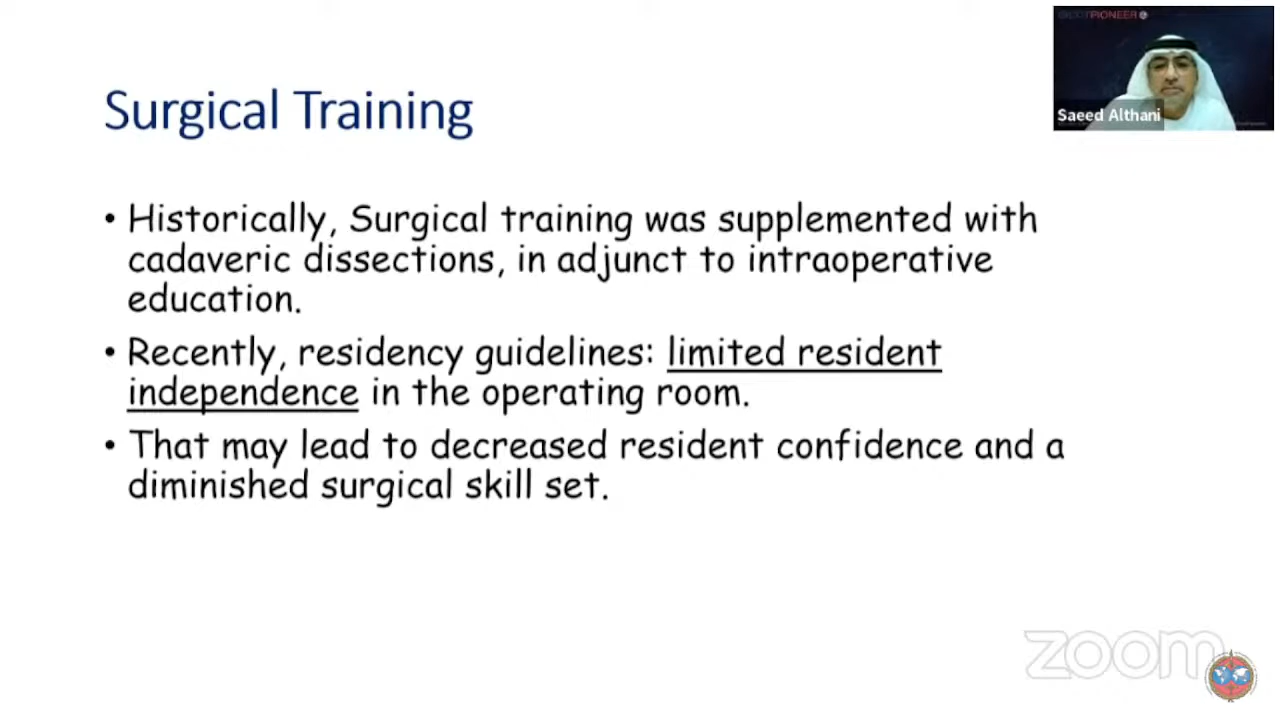 PIONEER
Saeed Althani
Surgical Training
• Historically, Surgical training was supplemented with
cadaveric dissections, in adjunct to intraoperative
education.
• Recently, residency guidelines: limited resident
independence in the operating room.
• That may lead to decreased resident confidence and a
diminished surgical skill set.
zoom